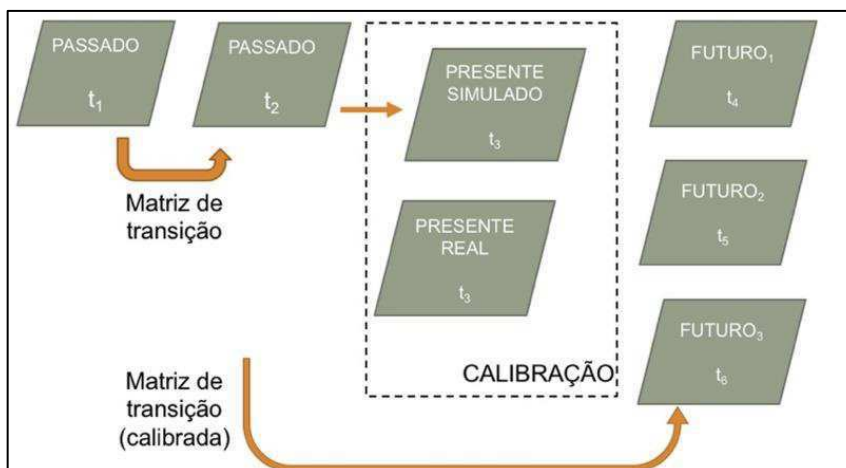 PASSADO
t₁
PASSADO
t₂
Matriz de
transição
PRESENTE
SIMULADO
t₃
PRESENTE
REAL
t₃
CALIBRAÇÃO
FUTURO₁
t₄
FUTURO₂
t₅
FUTURO₃
t₆
Matriz de
transição
(calibrada)